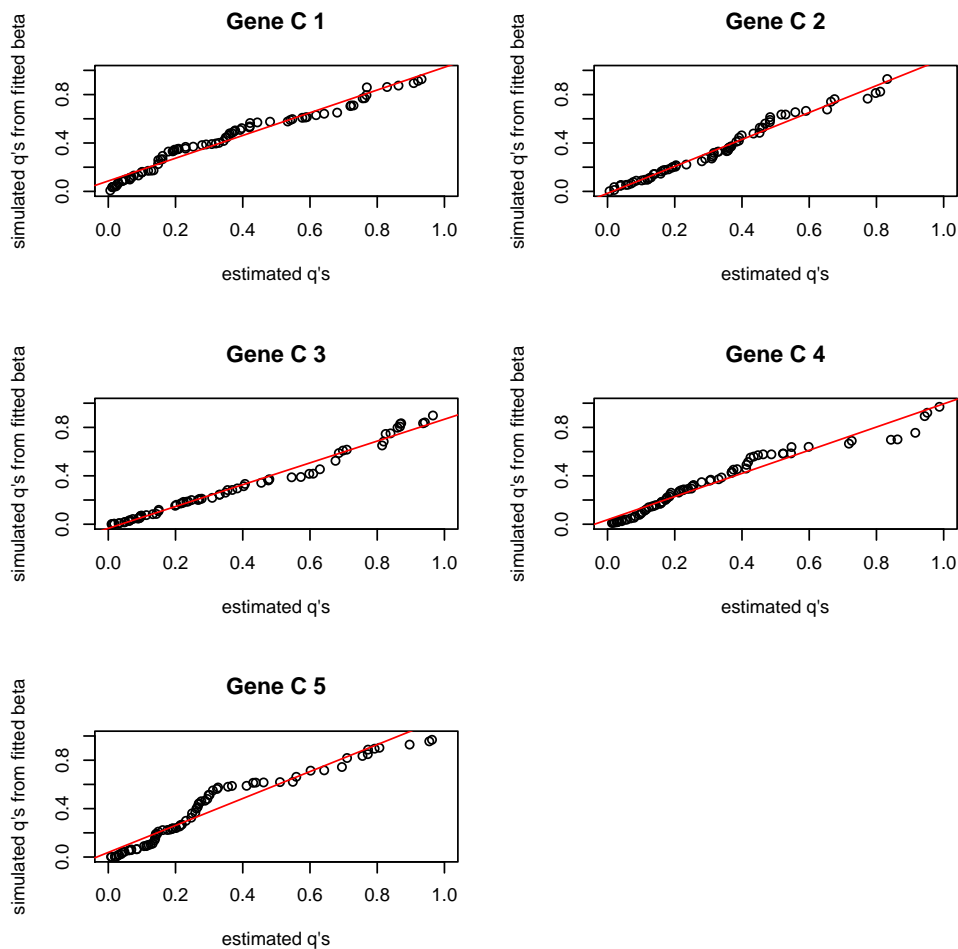 Gene C 1
simulated q's from fitted beta
0.0 0.4 0.8
0.0 0.2 0.4 0.6 0.8 1.0
estimated q's
Gene C 2
simulated q's from fitted beta
0.0 0.4 0.8
0.0 0.2 0.4 0.6 0.8 1.0
estimated q's
Gene C 3
simulated q's from fitted beta
0.0 0.4 0.8
0.0 0.2 0.4 0.6 0.8 1.0
estimated q's
Gene C 4
simulated q's from fitted beta
0.0 0.4 0.8
0.0 0.2 0.4 0.6 0.8 1.0
estimated q's
Gene C 5
simulated q's from fitted beta
0.0 0.4 0.8
0.0 0.2 0.4 0.6 0.8 1.0
estimated q's